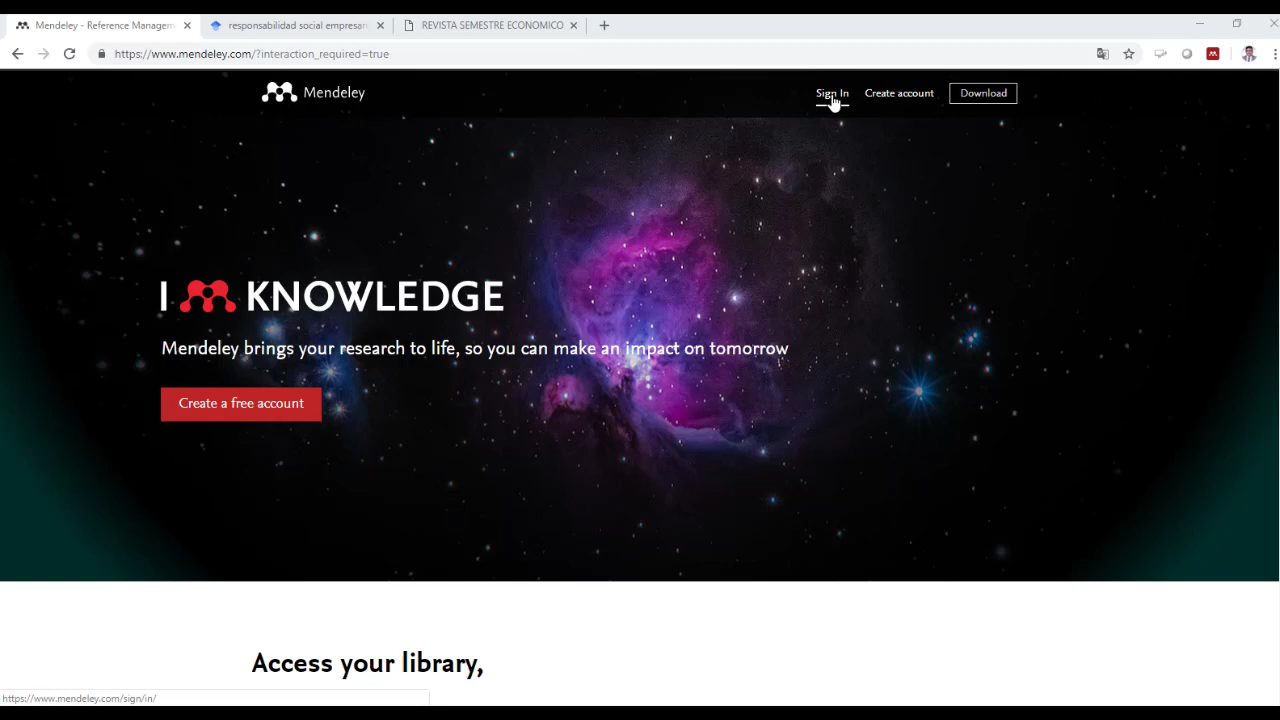 Mendeley - Reference Managem
responsabilidad social empresari
REVISTA SEMESTRE ECONOMICO
https://www.mendeley.com/?interaction_required=true
Mendeley
Sign In
Create account
Download
I KNOWLEDGE
Mendeley brings your research to life, so you can make an impact on tomorrow
Create a free account
Access your library,
https://www.mendeley.com/sign/in/